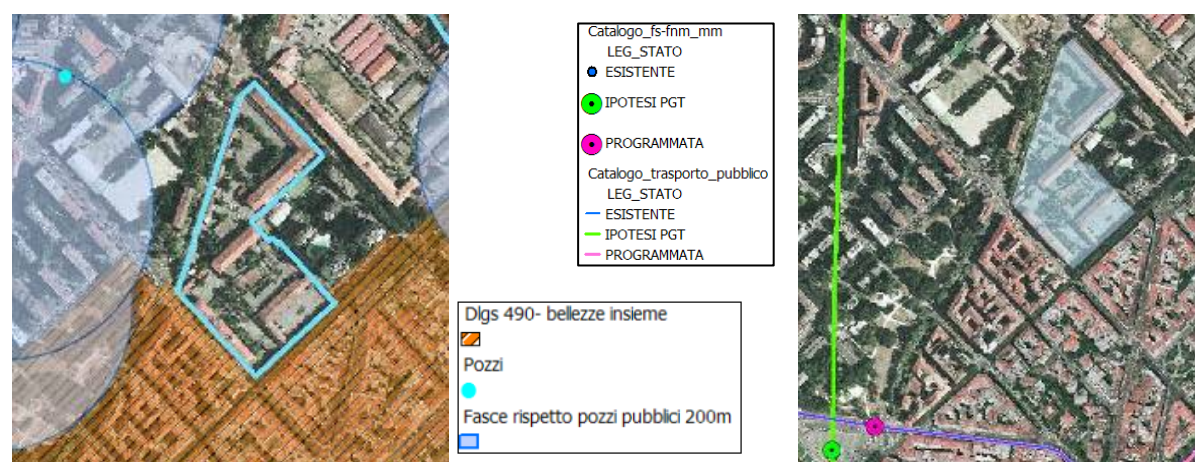 Catalogo_fs-fnm_mm
LEG_STATO
ESISTENTE
IPOTESI PGT
PROGRAMMATA
Catalogo_trasporto_pubblico
LEG_STATO
ESISTENTE
IPOTESI PGT
PROGRAMMATA
Dlgs 490- bellezze insieme
Pozzi
Fasce rispetto pozzi pubblici 200m